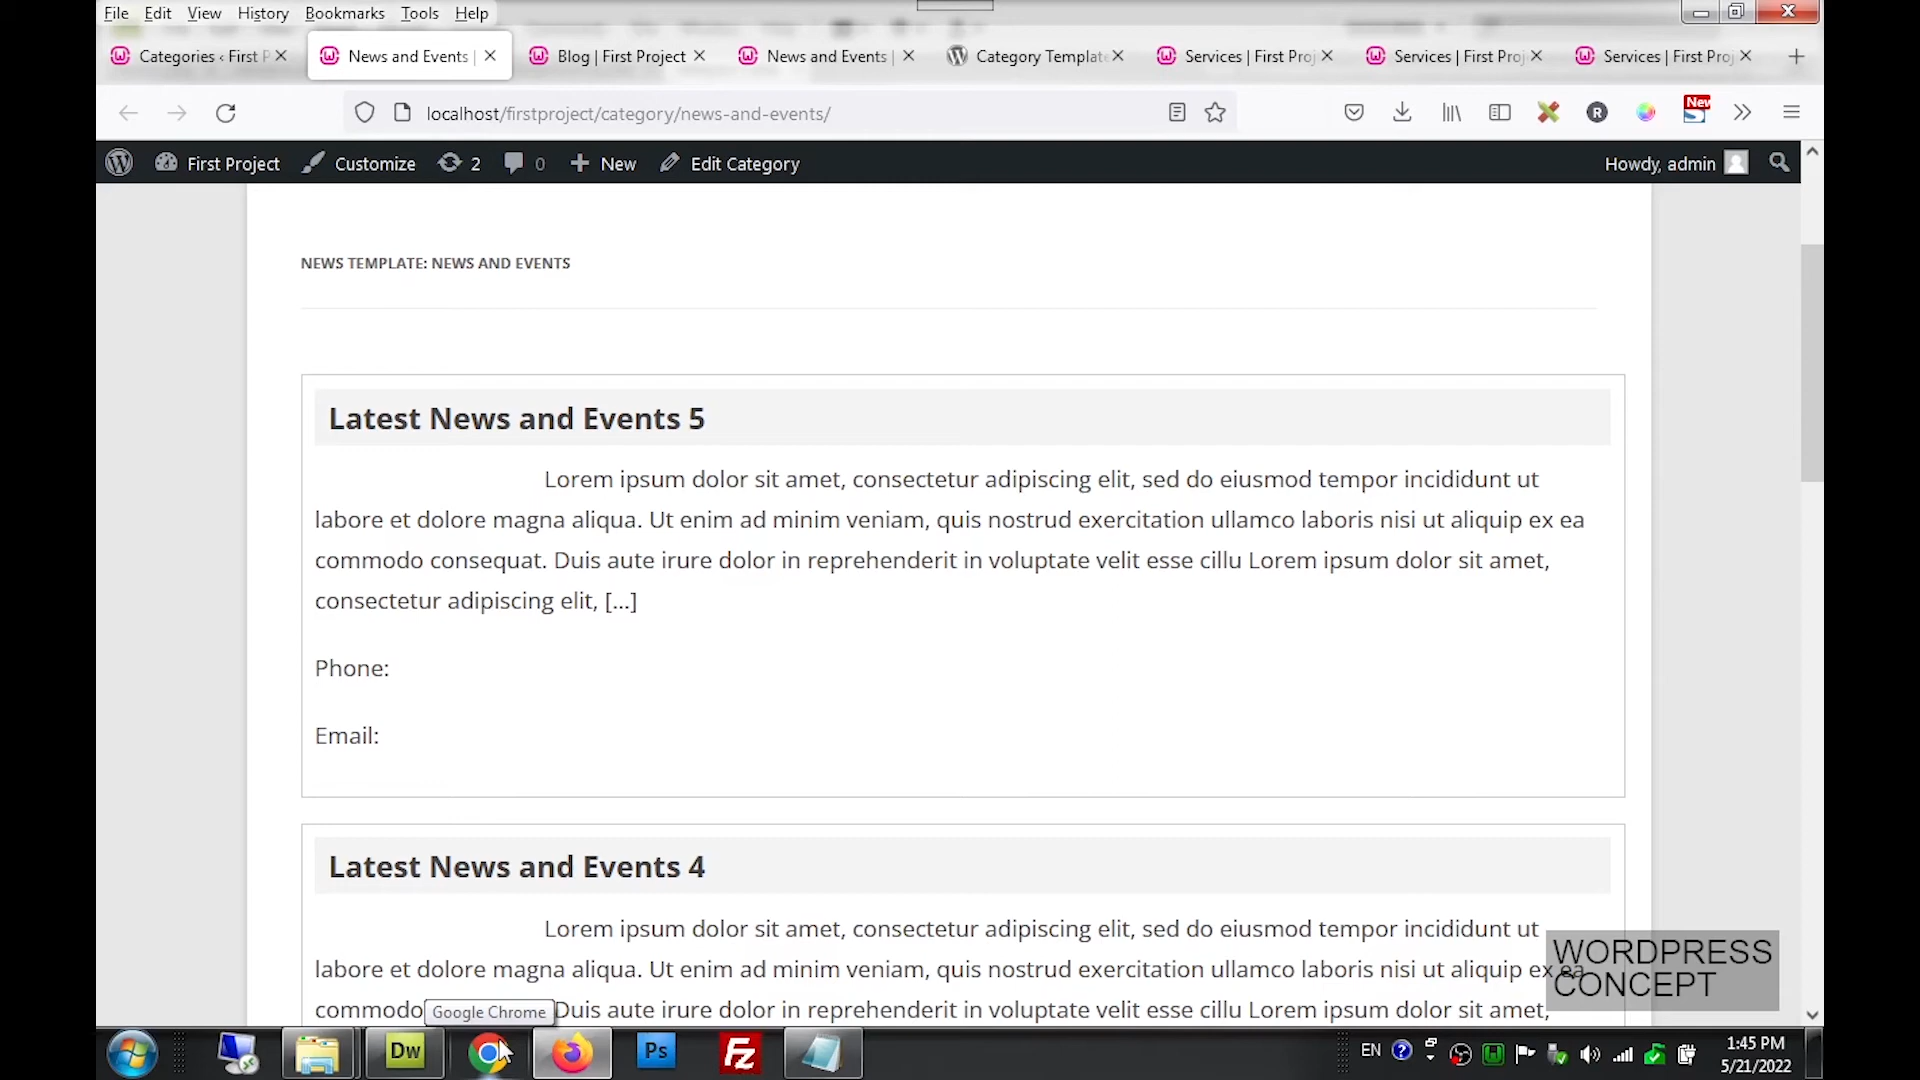 File Edit View History Bookmarks Tools Help
Categories ‹ First P
News and Events |
Blog | First Project
News and Events |
Category Templat
Services | First Proj
Services | First Proj
Services | First Proj
localhost/firstproject/category/news-and-events/
New
First Project Customize 2 0 New Edit Category Howdy, admin
NEWS TEMPLATE: NEWS AND EVENTS
Latest News and Events 5
Lorem ipsum dolor sit amet, consectetur adipiscing elit, sed do eiusmod tempor incididunt ut
labore et dolore magna aliqua. Ut enim ad minim veniam, quis nostrud exercitation ullamco laboris nisi ut aliquip ex ea
commodo consequat. Duis aute irure dolor in reprehenderit in voluptate velit esse cillu Lorem ipsum dolor sit amet,
consectetur adipiscing elit, […]
Phone:
Email:
Latest News and Events 4
Lorem ipsum dolor sit amet, consectetur adipiscing elit, sed do eiusmod tempor incididunt ut
labore et dolore magna aliqua. Ut enim ad minim veniam, quis nostrud exercitation ullamco laboris nisi ut aliquip ex ea
commodo Duis aute irure dolor in reprehenderit in voluptate velit esse cillu Lorem ipsum dolor sit amet,
WORDPRESS
CONCEPT
Google Chrome
Dw
Ps
Fz
EN
1:45 PM
5/21/2022